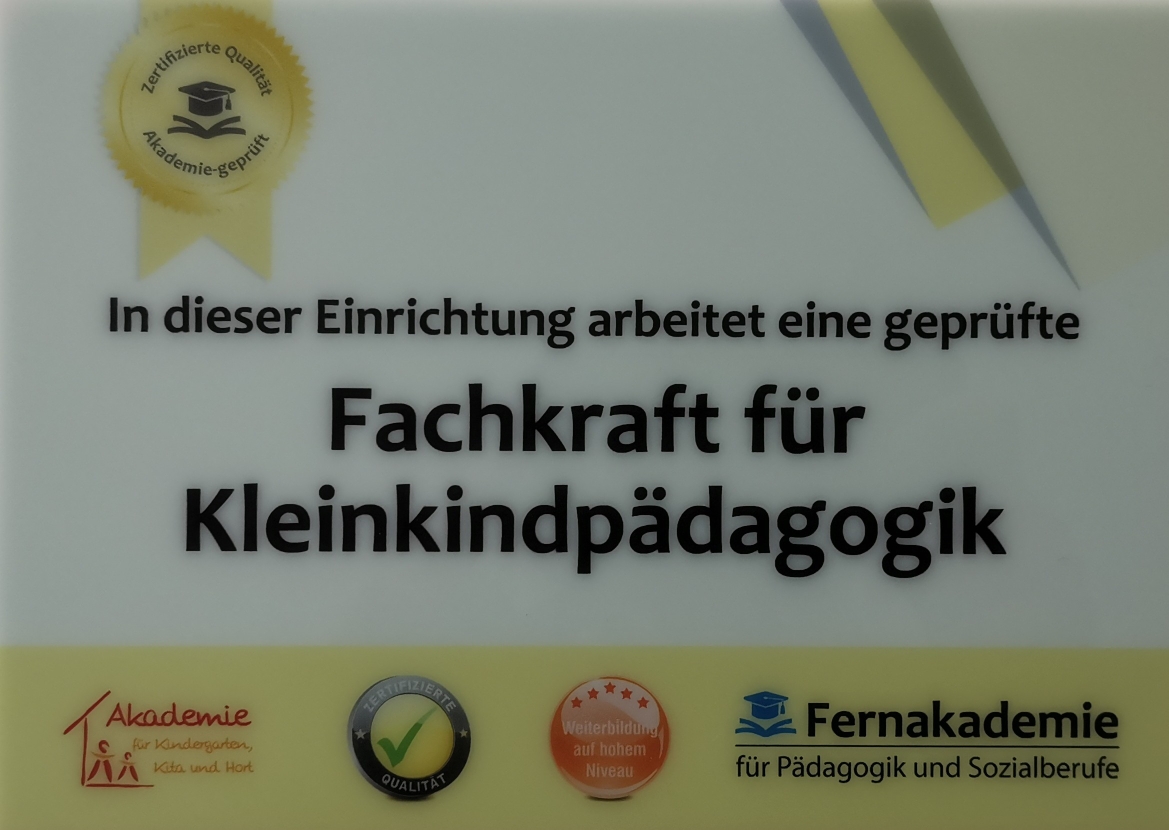 Zertifizierte Qualität
Akademie-geprüft
In dieser Einrichtung arbeitet eine geprüfte
Fachkraft für
Kleinkindpädagogik
Akademie
für Kindergarten,
Kita und Hort
ZERTIFIZIERTE
QUALITÄT
Weiterbildung
auf hohem
Niveau
Fernakademie
für Pädagogik und Sozialberufe